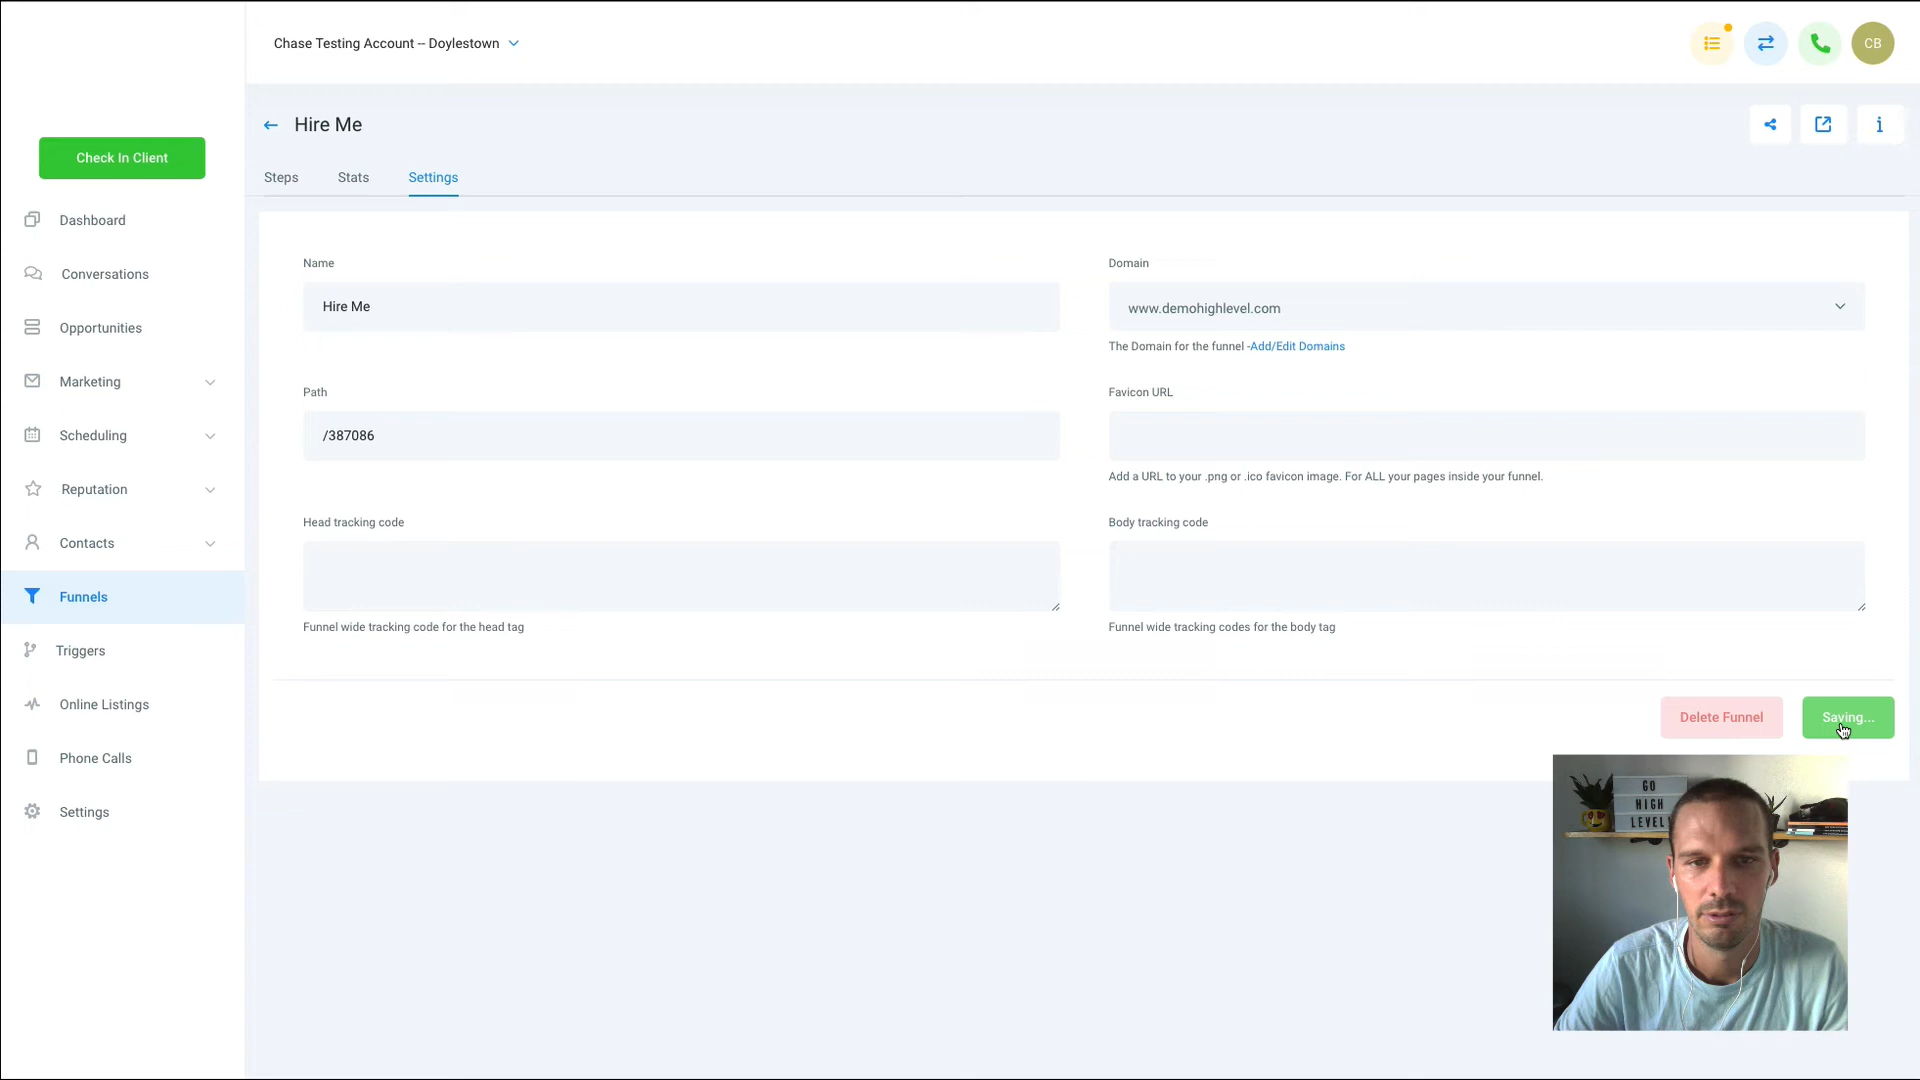 Chase Testing Account -- Doylestown
CB
Check In Client
Dashboard
Conversations
Opportunities
Marketing
Scheduling
Reputation
Contacts
Funnels
Triggers
Online Listings
Phone Calls
Settings
Hire Me
Steps
Stats
Settings
Name
Hire Me
Domain
www.demohighlevel.com
The Domain for the funnel -Add/Edit Domains
Path
/387086
Favicon URL
Add a URL to your .png or .ico favicon image. For ALL your pages inside your funnel.
Head tracking code
Funnel wide tracking code for the head tag
Body tracking code
Funnel wide tracking codes for the body tag
Delete Funnel
Saving...
GO
HIGH
LEVEL